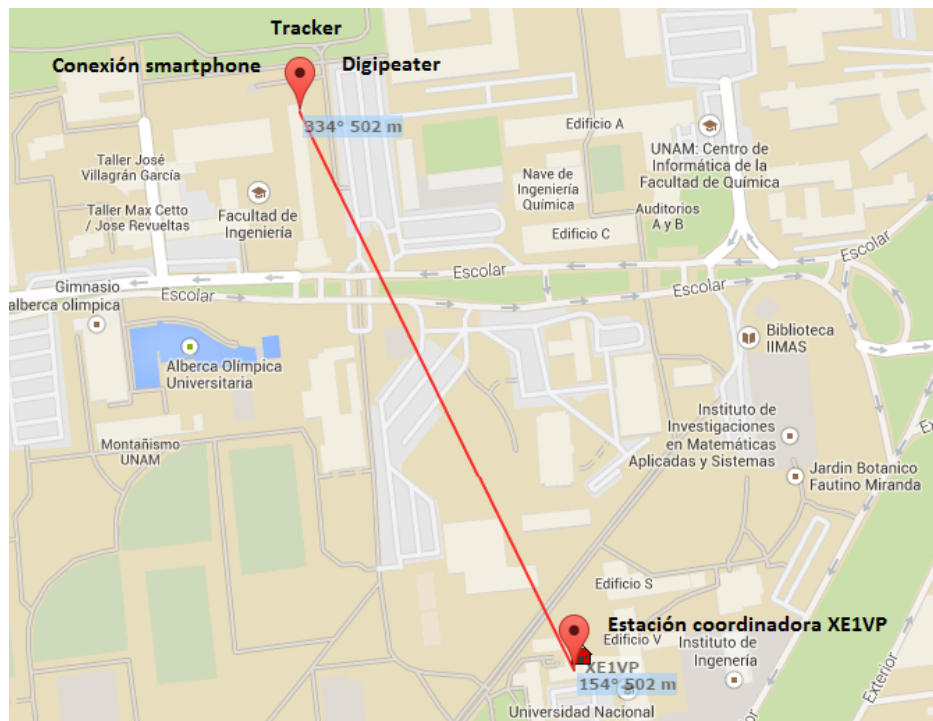 Tracker
Conexión smartphone
Digipeater
334° 502 m
Edificio A
UNAM: Centro de
Informática de la
Facultad de Química
Taller José
Villagrán García
Nave de
Ingeniería
Química
Taller Max Cetto
/ Jose Revueltas
Facultad de
Ingeniería
Auditorios
A y B
Edificio C
Escolar
Escolar
Gimnasio
alberca olimpica
Escolar
Escolar
Biblioteca
IIMAS
Alberca Olímpica
Universitaria
Instituto de
Investigaciones
en Matemáticas
Aplicadas y Sistemas
Montañismo
UNAM
Jardin Botanico
Fautino Miranda
Edificio S
Estación coordinadora XE1VP
Edificio V
Instituto de
Ingenería
XE1VP
154° 502 m
Exterior
Universidad Nacional